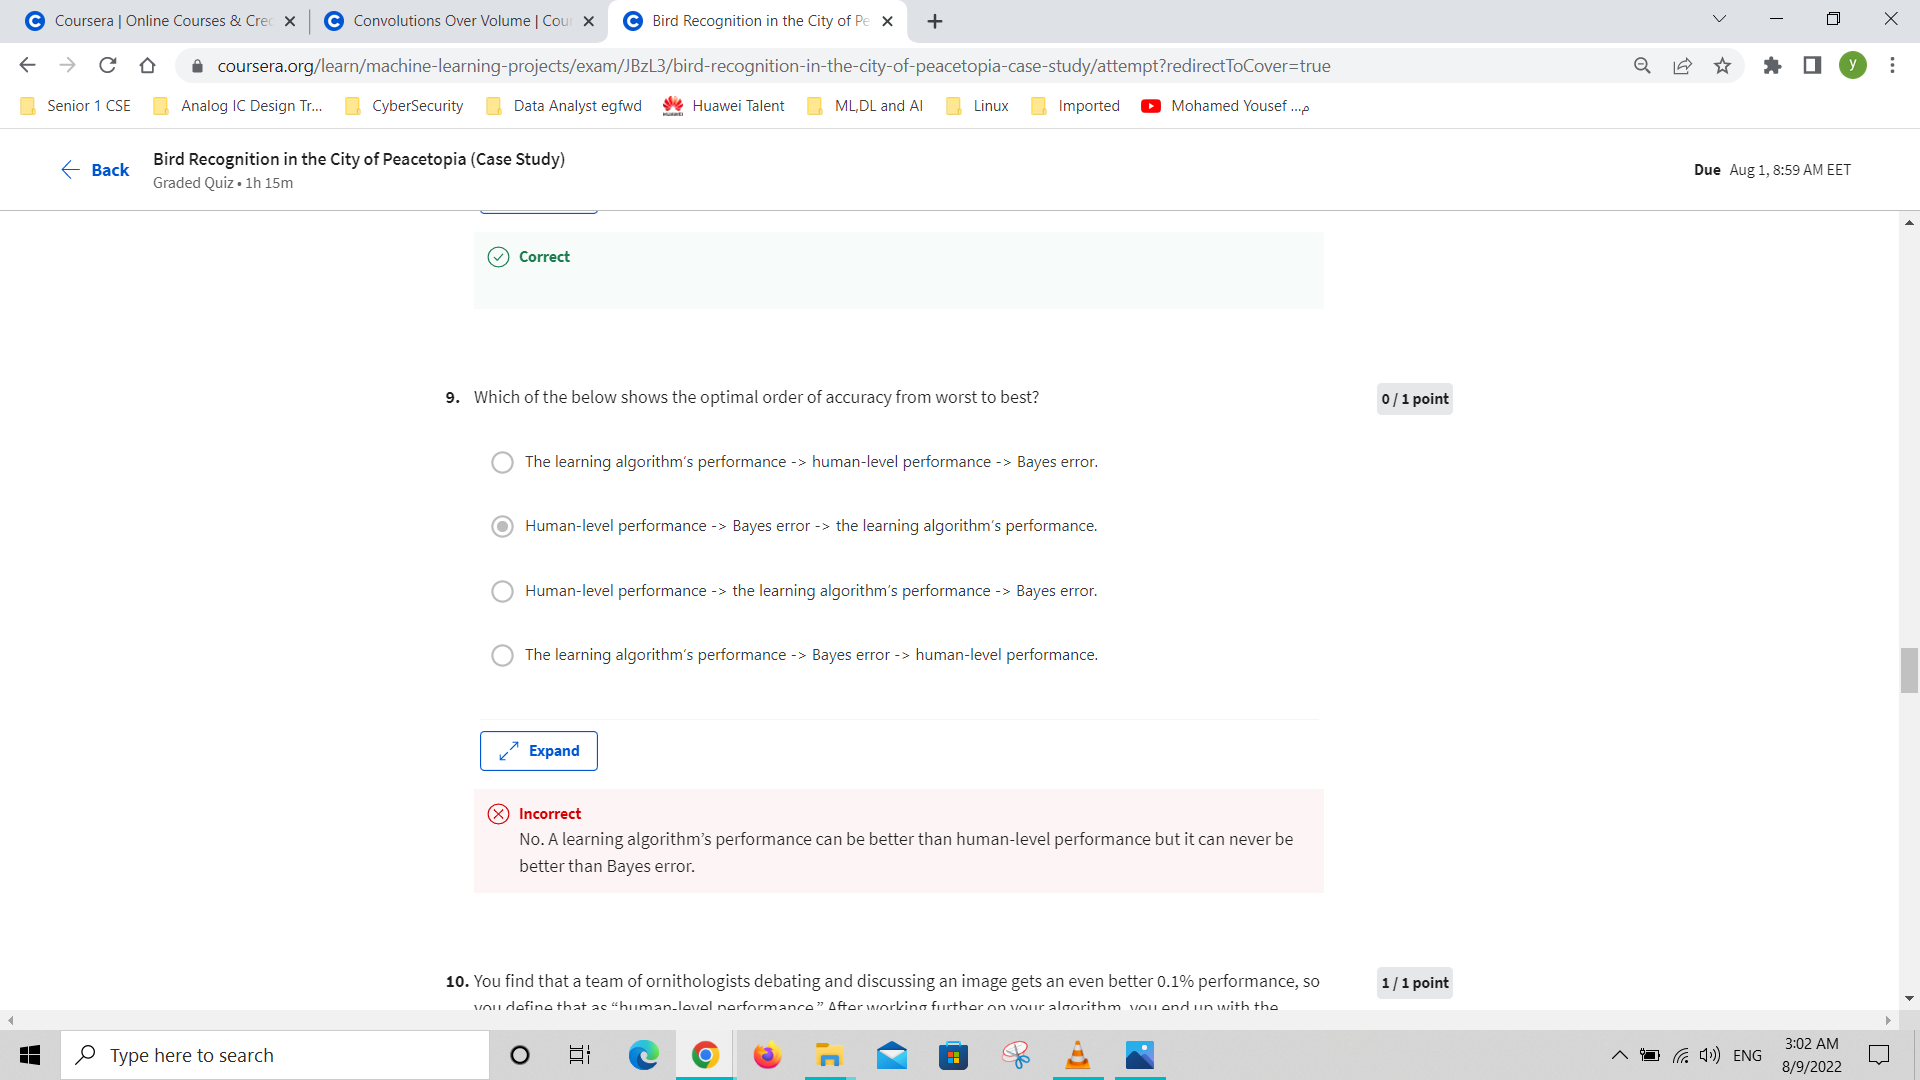 Coursera | Online Courses & Cre
Convolutions Over Volume | Cou
Bird Recognition in the City of Pe
coursera.org/learn/machine-learning-projects/exam/JBzL3/bird-recognition-in-the-city-of-peacetopia-case-study/attempt?redirectToCover=true
y
Senior 1 CSE
Analog IC Design Tr...
CyberSecurity
Data Analyst egfwd
Huawei Talent
ML,DL and AI
Linux
Imported
Mohamed Yousef ...م
Back
Bird Recognition in the City of Peacetopia (Case Study)
Graded Quiz • 1h 15m
Due Aug 1, 8:59 AM EET
Correct
9. Which of the below shows the optimal order of accuracy from worst to best?
0 / 1 point
The learning algorithm's performance -> human-level performance -> Bayes error.
Human-level performance -> Bayes error -> the learning algorithm's performance.
Human-level performance -> the learning algorithm's performance -> Bayes error.
The learning algorithm's performance -> Bayes error -> human-level performance.
Expand
Incorrect
No. A learning algorithm's performance can be better than human-level performance but it can never be
better than Bayes error.
10. You find that a team of ornithologists debating and discussing an image gets an even better 0.1% performance, so
1 / 1 point
you define that as "human-level performance." After working further on your algorithm, you end up with the
Type here to search
ENG
3:02 AM
8/9/2022